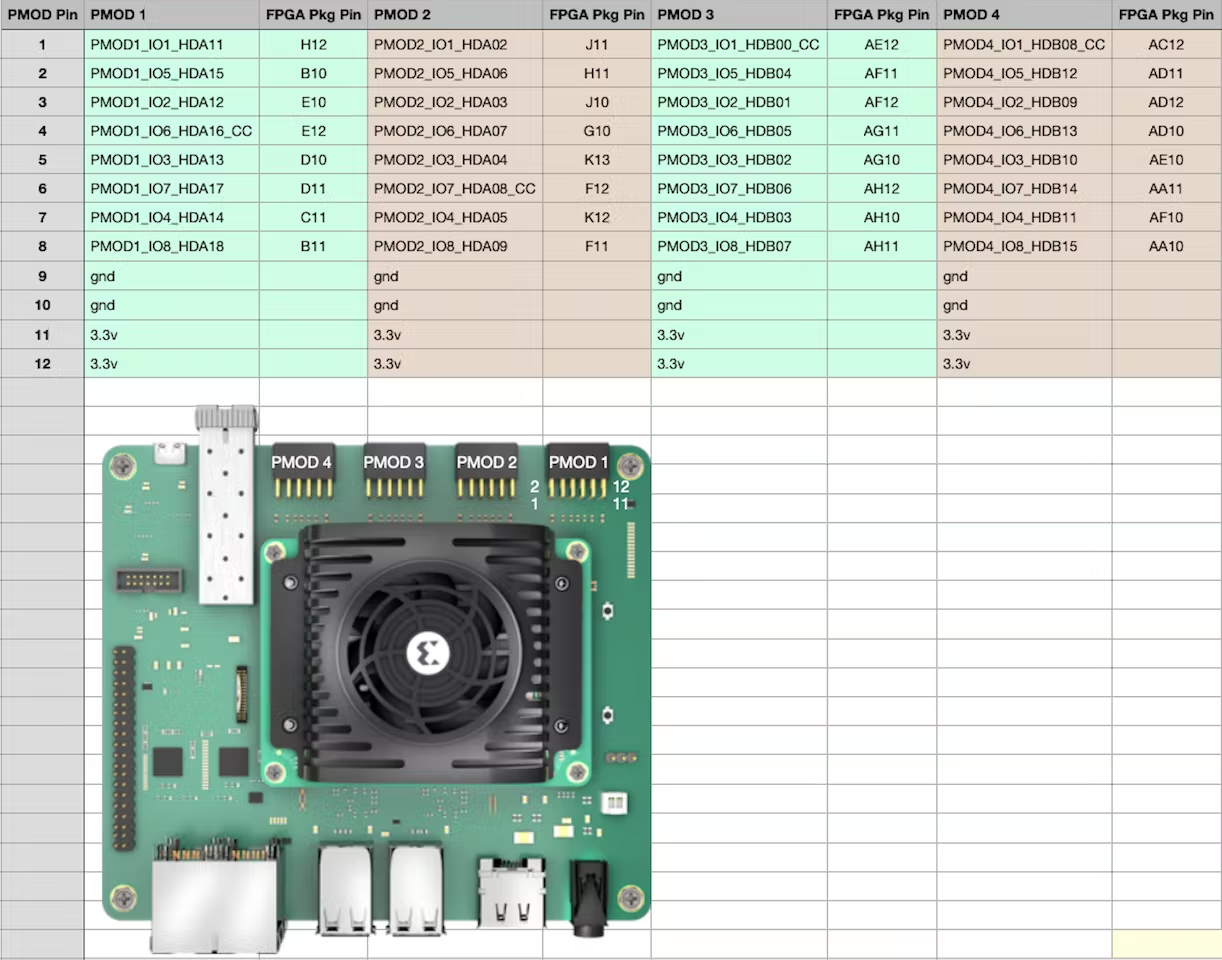 PMOD Pin PMOD 1 FPGA Pkg Pin PMOD 2 FPGA Pkg Pin PMOD 3 FPGA Pkg Pin PMOD 4 FPGA Pkg Pin
1 PMOD1_IO1_HDA11 H12 PMOD2_IO1_HDA02 J11 PMOD3_IO1_HDB00_CC AE12 PMOD4_IO1_HDB08_CC AC12
2 PMOD1_IO5_HDA15 B10 PMOD2_IO5_HDA06 H11 PMOD3_IO5_HDB04 AF11 PMOD4_IO5_HDB12 AD11
3 PMOD1_IO2_HDA12 E10 PMOD2_IO2_HDA03 J10 PMOD3_IO2_HDB01 AF12 PMOD4_IO2_HDB09 AD12
4 PMOD1_IO6_HDA16_CC E12 PMOD2_IO6_HDA07 G10 PMOD3_IO6_HDB05 AG11 PMOD4_IO6_HDB13 AD10
5 PMOD1_IO3_HDA13 D10 PMOD2_IO3_HDA04 K13 PMOD3_IO3_HDB02 AG10 PMOD4_IO3_HDB10 AE10
6 PMOD1_IO7_HDA17 D11 PMOD2_IO7_HDA08_CC F12 PMOD3_IO7_HDB06 AH12 PMOD4_IO7_HDB14 AA11
7 PMOD1_IO4_HDA14 C11 PMOD2_IO4_HDA05 K12 PMOD3_IO4_HDB03 AH10 PMOD4_IO4_HDB11 AF10
8 PMOD1_IO8_HDA18 B11 PMOD2_IO8_HDA09 F11 PMOD3_IO8_HDB07 AH11 PMOD4_IO8_HDB15 AA10
9 gnd gnd gnd gnd
10 gnd gnd gnd gnd
11 3.3v 3.3v 3.3v 3.3v
12 3.3v 3.3v 3.3v 3.3v
PMOD 4 PMOD 3 PMOD 2 PMOD 1
2 12
1 11